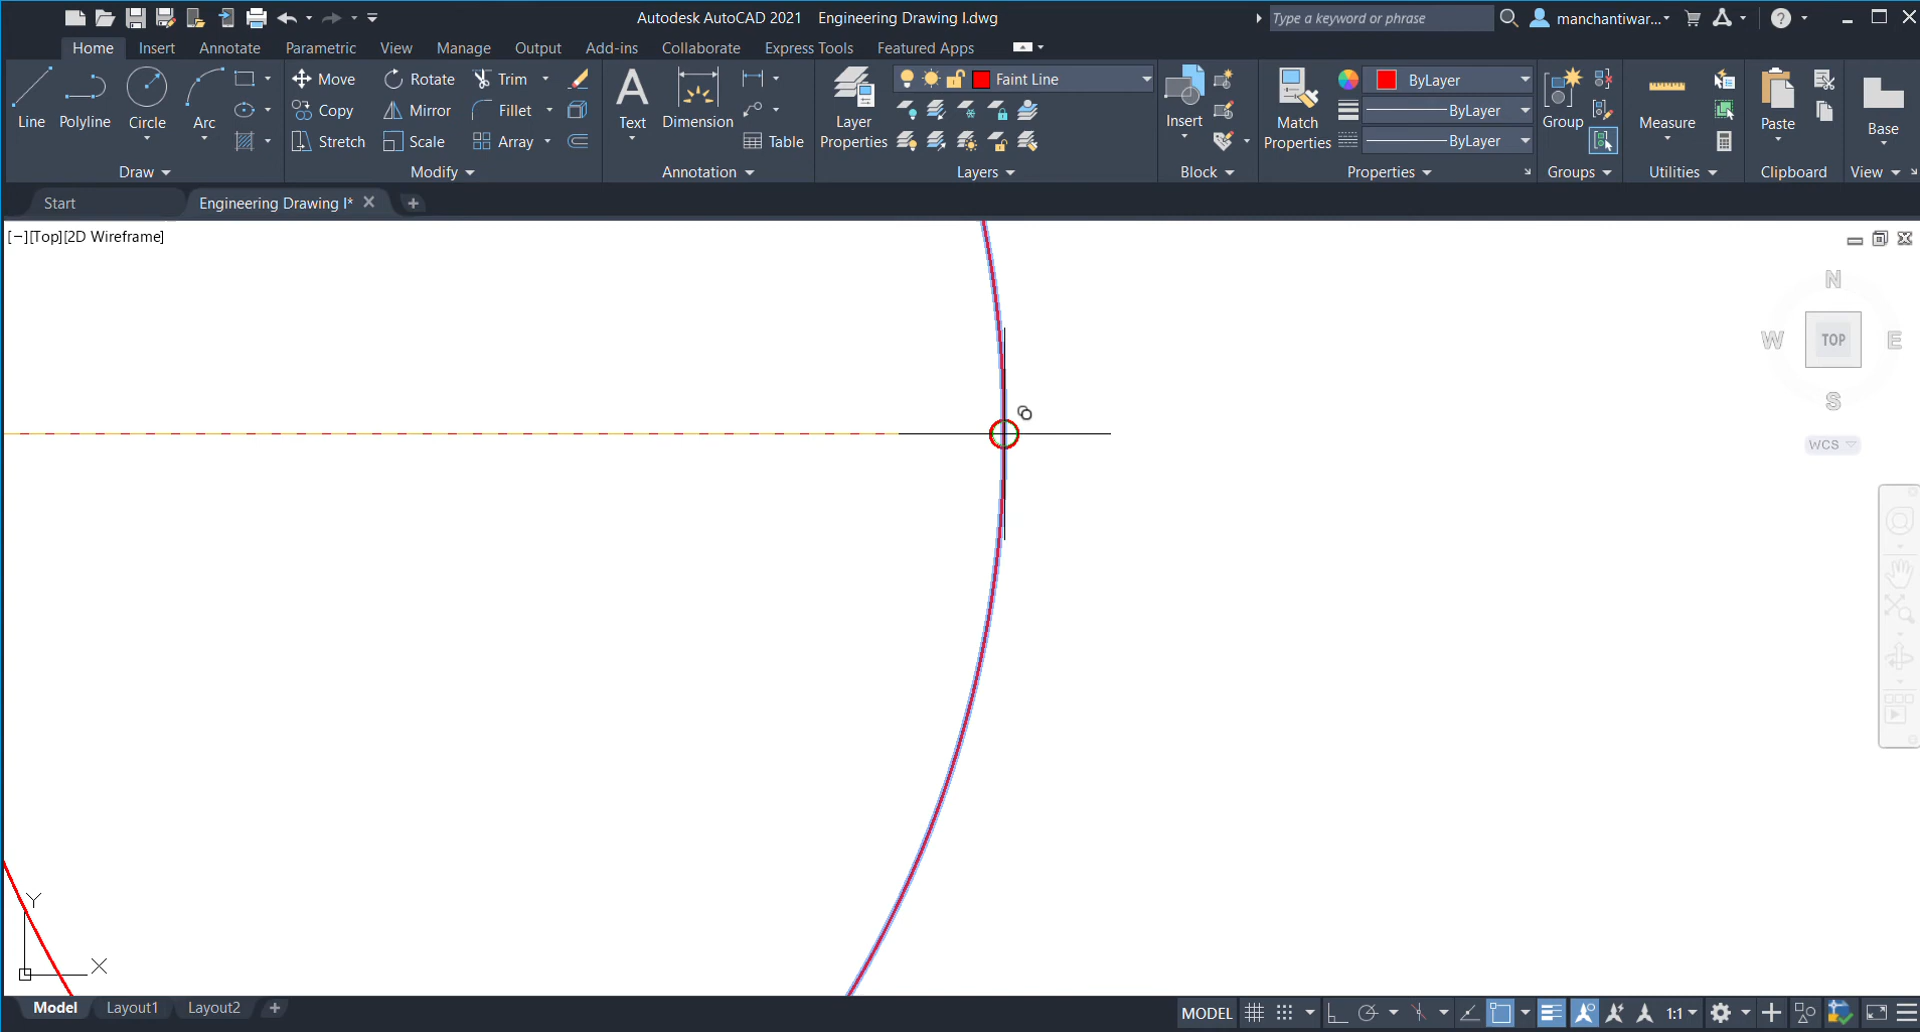 Autodesk AutoCAD 2021 Engineering Drawing I.dwg
Type a keyword or phrase
manchantiwar...
Home Insert Annotate Parametric View Manage Output Add-ins Collaborate Express Tools Featured Apps
Line
Polyline
Circle
Arc
Draw
Move
Rotate
Trim
Copy
Mirror
Fillet
Stretch
Scale
Array
Modify
Text
Dimension
Table
Annotation
Layer
Properties
Faint Line
Layers
Insert
Block
Match
Properties
ByLayer
ByLayer
ByLayer
Properties
Group
Groups
Measure
Utilities
Paste
Clipboard
Base
View
Start
Engineering Drawing I*
[−][Top][2D Wireframe]
N
W
TOP
E
S
WCS
Y
X
Model
Layout1
Layout2
MODEL
1:1